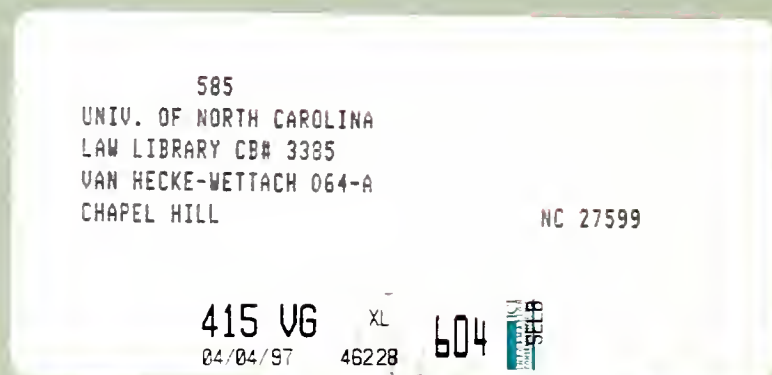 585
UNIV. OF NORTH CAROLINA
LAW LIBRARY CB# 3385
VAN HECKE-WETTACH 064-A
CHAPEL HILL NC 27599
415 VG XL 604
04/04/97 46228